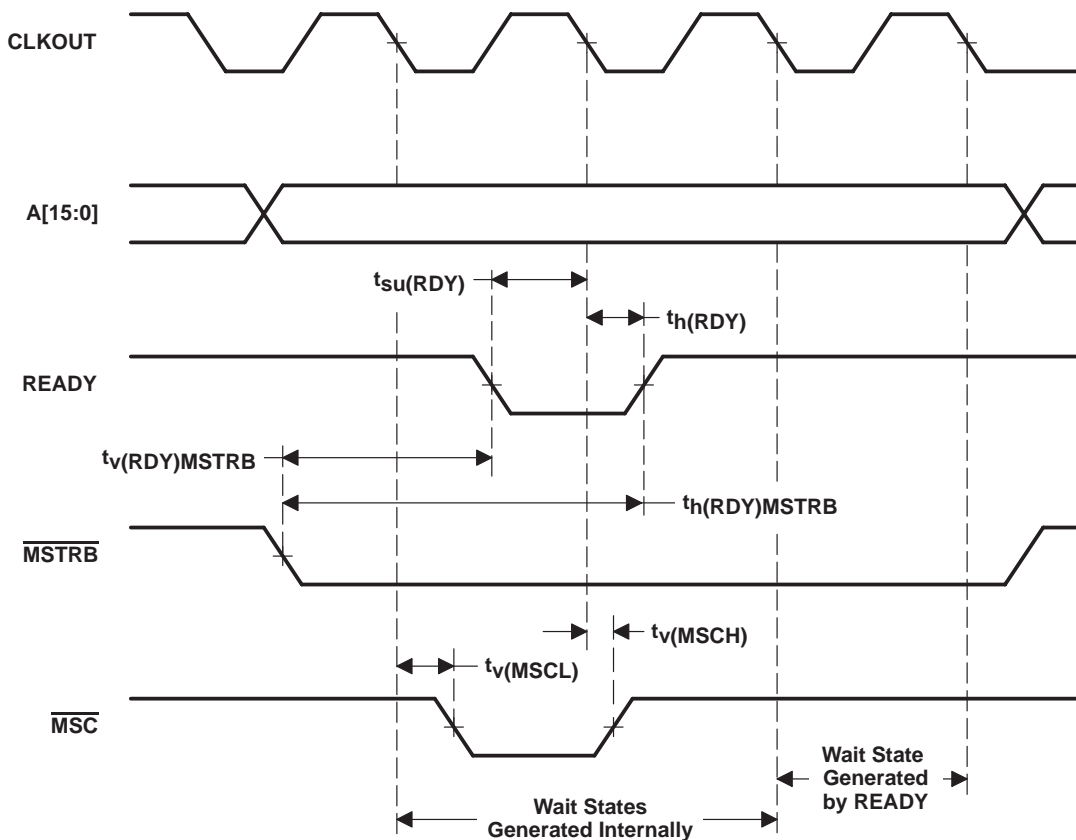 CLKOUT
A[15:0]
tsu(RDY)
th(RDY)
READY
tv(RDY)MSTRB
th(RDY)MSTRB
MSTRB
tv(MSCH)
tv(MSCL)
MSC
Wait State
Generated
by READY
Wait States
Generated Internally